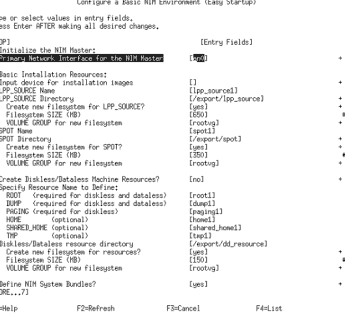 Configure a Basic NIM Environment (Easy Startup)
pe or select values in entry fields.
ess Enter AFTER making all desired changes.
OP] [Entry Fields]
Initialize the NIM Master:
Primary Network Interface for the NIM Master [en0] +
Basic Installation Resources:
Input device for installation images [] +
LPP_SOURCE Name [lpp_source1]
LPP_SOURCE Directory [/export/lpp_source] +
Create new filesystem for LPP_SOURCE? [yes] +
Filesystem SIZE (MB) [650] #
VOLUME GROUP for new filesystem [rootvg] +
SPOT Name [spot1]
SPOT Directory [/export/spot] +
Create new filesystem for SPOT? [yes] +
Filesystem SIZE (MB) [350] #
VOLUME GROUP for new filesystem [rootvg] +
Create Diskless/Dataless Machine Resources? [no] +
Specify Resource Name to Define:
ROOT (required for diskless and dataless) [root1]
DUMP (required for diskless and dataless) [dump1]
PAGING (required for diskless) [paging1]
HOME (optional) [home1]
SHARED_HOME (optional) [shared_home1]
TMP (optional) [tmp1]
Diskless/Dataless resource directory [/export/dd_resource]
Create new filesystem for resources? [yes] +
Filesystem SIZE (MB) [150] #
VOLUME GROUP for new filesystem [rootvg] +
Define NIM System Bundles? [yes] +
ORE...7]
=Help F2=Refresh F3=Cancel F4=List